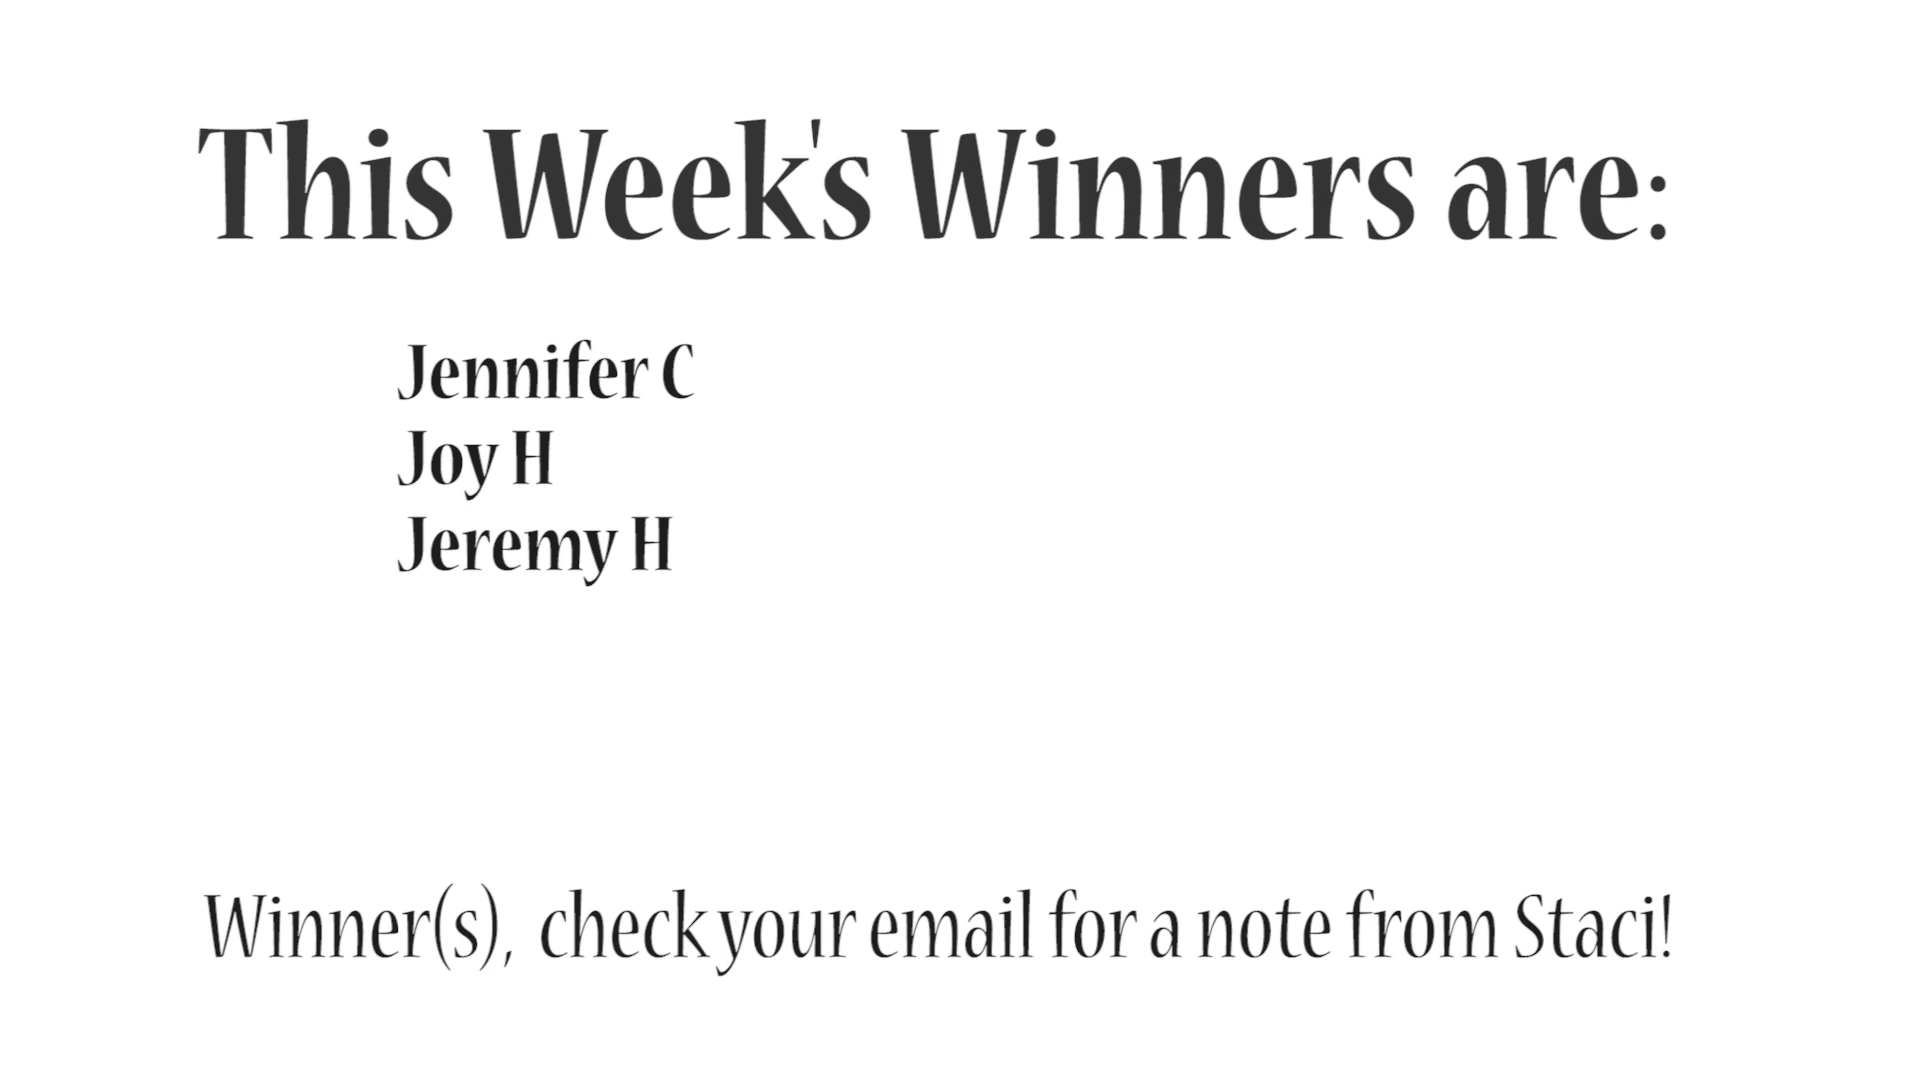 This Week's Winners are:
Jennifer C
Joy H
Jeremy H
Winner(s), check your email for a note from Staci!